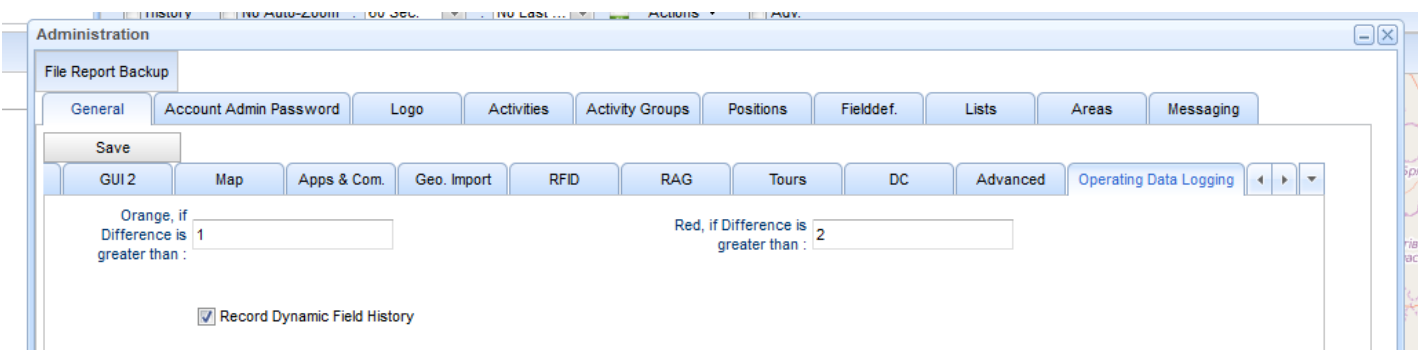 History No Auto-Zoom : 60 Sec. : No Last ... Actions Adv.
Administration
File Report Backup
General Account Admin Password Logo Activities Activity Groups Positions Fielddef. Lists Areas Messaging
Save
GUI 2 Map Apps & Com. Geo. Import RFID RAG Tours DC Advanced Operating Data Logging
Orange, if
Difference is
greater than :
1
Red, if Difference is
greater than :
2
Record Dynamic Field History